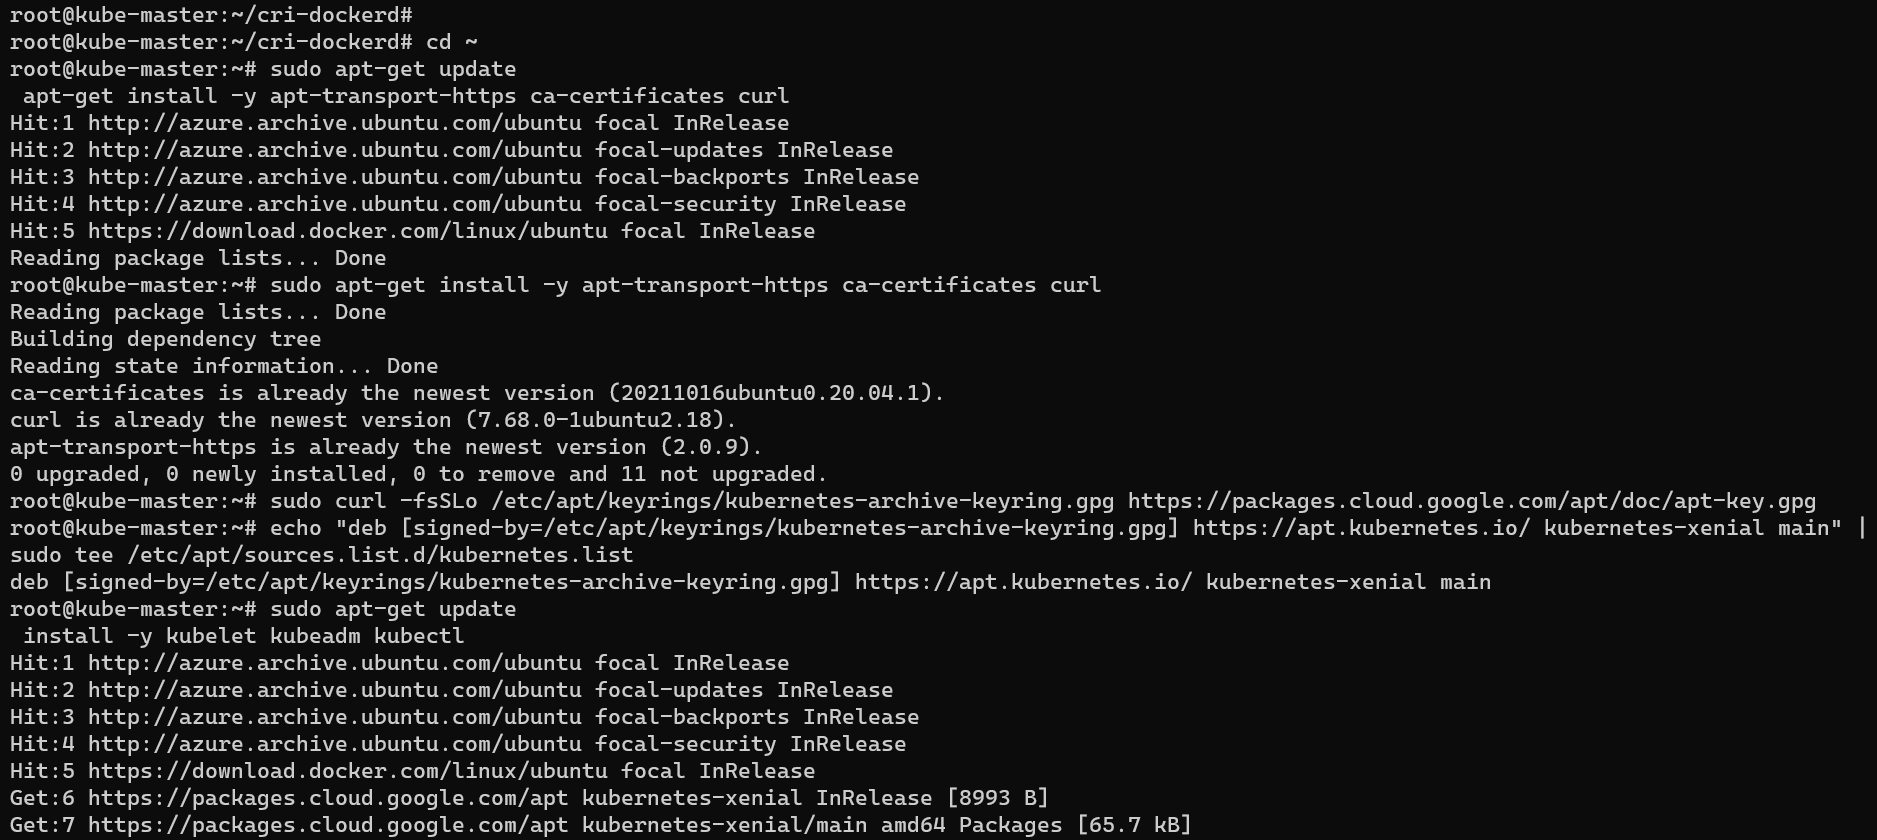 root@kube-master:~/cri-dockerd#
root@kube-master:~/cri-dockerd# cd ~
root@kube-master:~# sudo apt-get update
 apt-get install -y apt-transport-https ca-certificates curl
Hit:1 http://azure.archive.ubuntu.com/ubuntu focal InRelease
Hit:2 http://azure.archive.ubuntu.com/ubuntu focal-updates InRelease
Hit:3 http://azure.archive.ubuntu.com/ubuntu focal-backports InRelease
Hit:4 http://azure.archive.ubuntu.com/ubuntu focal-security InRelease
Hit:5 https://download.docker.com/linux/ubuntu focal InRelease
Reading package lists... Done
root@kube-master:~# sudo apt-get install -y apt-transport-https ca-certificates curl
Reading package lists... Done
Building dependency tree
Reading state information... Done
ca-certificates is already the newest version (20211016ubuntu0.20.04.1).
curl is already the newest version (7.68.0-1ubuntu2.18).
apt-transport-https is already the newest version (2.0.9).
0 upgraded, 0 newly installed, 0 to remove and 11 not upgraded.
root@kube-master:~# sudo curl -fsSLo /etc/apt/keyrings/kubernetes-archive-keyring.gpg https://packages.cloud.google.com/apt/doc/apt-key.gpg
root@kube-master:~# echo "deb [signed-by=/etc/apt/keyrings/kubernetes-archive-keyring.gpg] https://apt.kubernetes.io/ kubernetes-xenial main" |
sudo tee /etc/apt/sources.list.d/kubernetes.list
deb [signed-by=/etc/apt/keyrings/kubernetes-archive-keyring.gpg] https://apt.kubernetes.io/ kubernetes-xenial main
root@kube-master:~# sudo apt-get update
 install -y kubelet kubeadm kubectl
Hit:1 http://azure.archive.ubuntu.com/ubuntu focal InRelease
Hit:2 http://azure.archive.ubuntu.com/ubuntu focal-updates InRelease
Hit:3 http://azure.archive.ubuntu.com/ubuntu focal-backports InRelease
Hit:4 http://azure.archive.ubuntu.com/ubuntu focal-security InRelease
Hit:5 https://download.docker.com/linux/ubuntu focal InRelease
Get:6 https://packages.cloud.google.com/apt kubernetes-xenial InRelease [8993 B]
Get:7 https://packages.cloud.google.com/apt kubernetes-xenial/main amd64 Packages [65.7 kB]